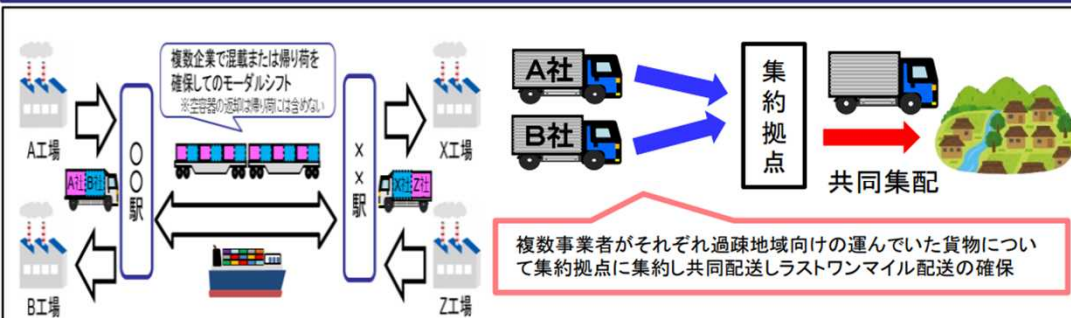 複数企業で混載または帰り荷を
確保してのモーダルシフト
※空容器の返却は帰り荷には含めない
A工場
B工場
○○駅
A社 B社
××駅
X社 Z社
X工場
Z工場
A社
B社
集約拠点
共同集配
複数事業者がそれぞれ過疎地域向けの運んでいた貨物につい
て集約拠点に集約し共同配送しラストワンマイル配送の確保